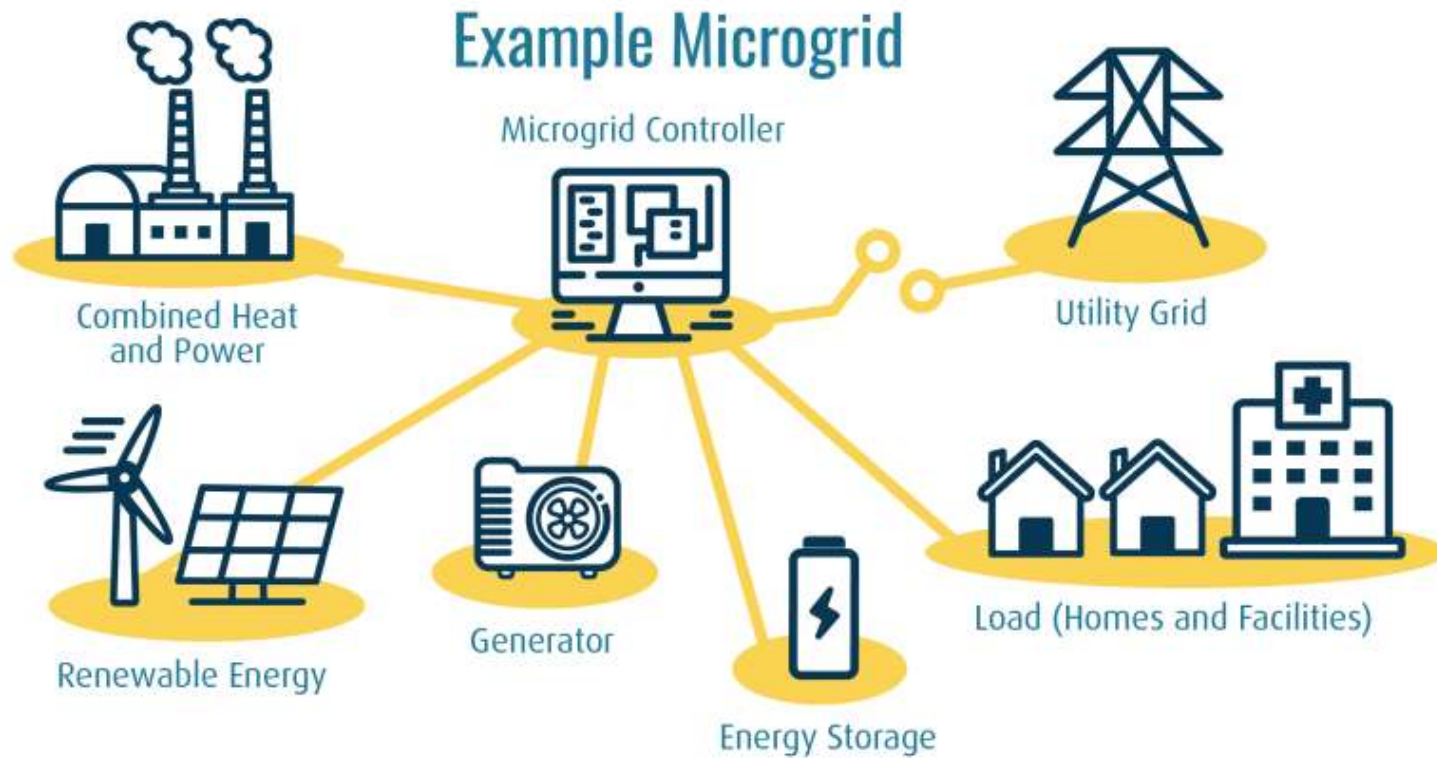 Example Microgrid
Microgrid Controller
Combined Heat
and Power
Utility Grid
Renewable Energy
Generator
Energy Storage
Load (Homes and Facilities)